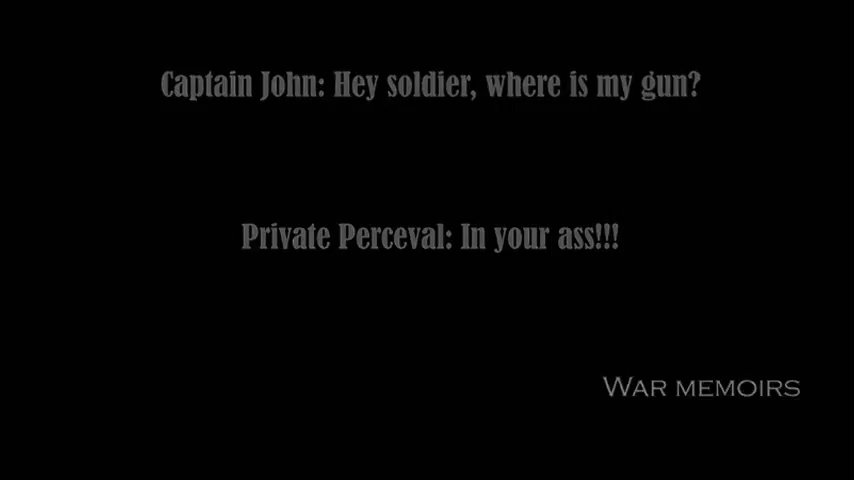 Captain John: Hey soldier, where is my gun?
Private Perceval: In your ass!!!
War memoirs